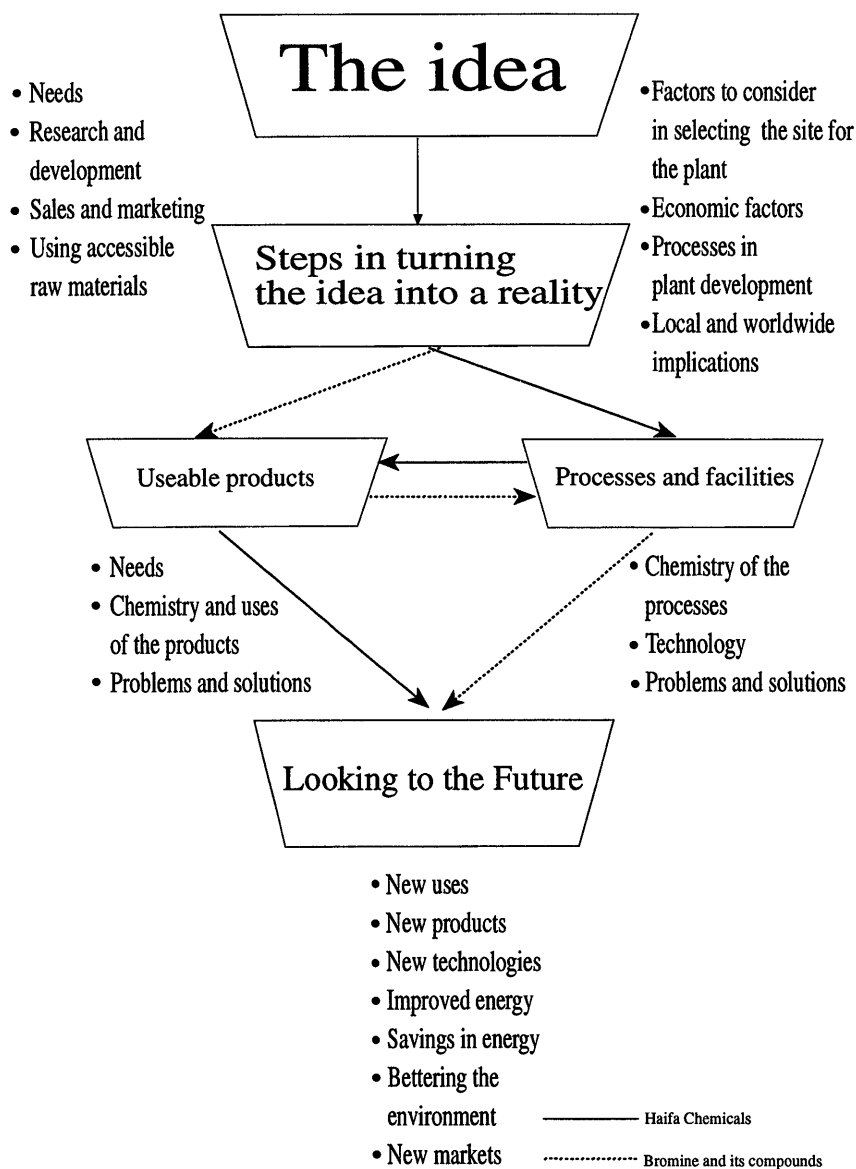 The idea
• Needs
• Research and
development
• Sales and marketing
• Using accessible
raw materials
• Factors to consider
in selecting the site for
the plant
• Economic factors
• Processes in
plant development
• Local and worldwide
implications
Steps in turning
the idea into a reality
Useable products
Processes and facilities
• Needs
• Chemistry and uses
of the products
• Problems and solutions
• Chemistry of the
processes
• Technology
• Problems and solutions
Looking to the Future
• New uses
• New products
• New technologies
• Improved energy
• Savings in energy
• Bettering the
environment
• New markets
Haifa Chemicals
Bromine and its compounds